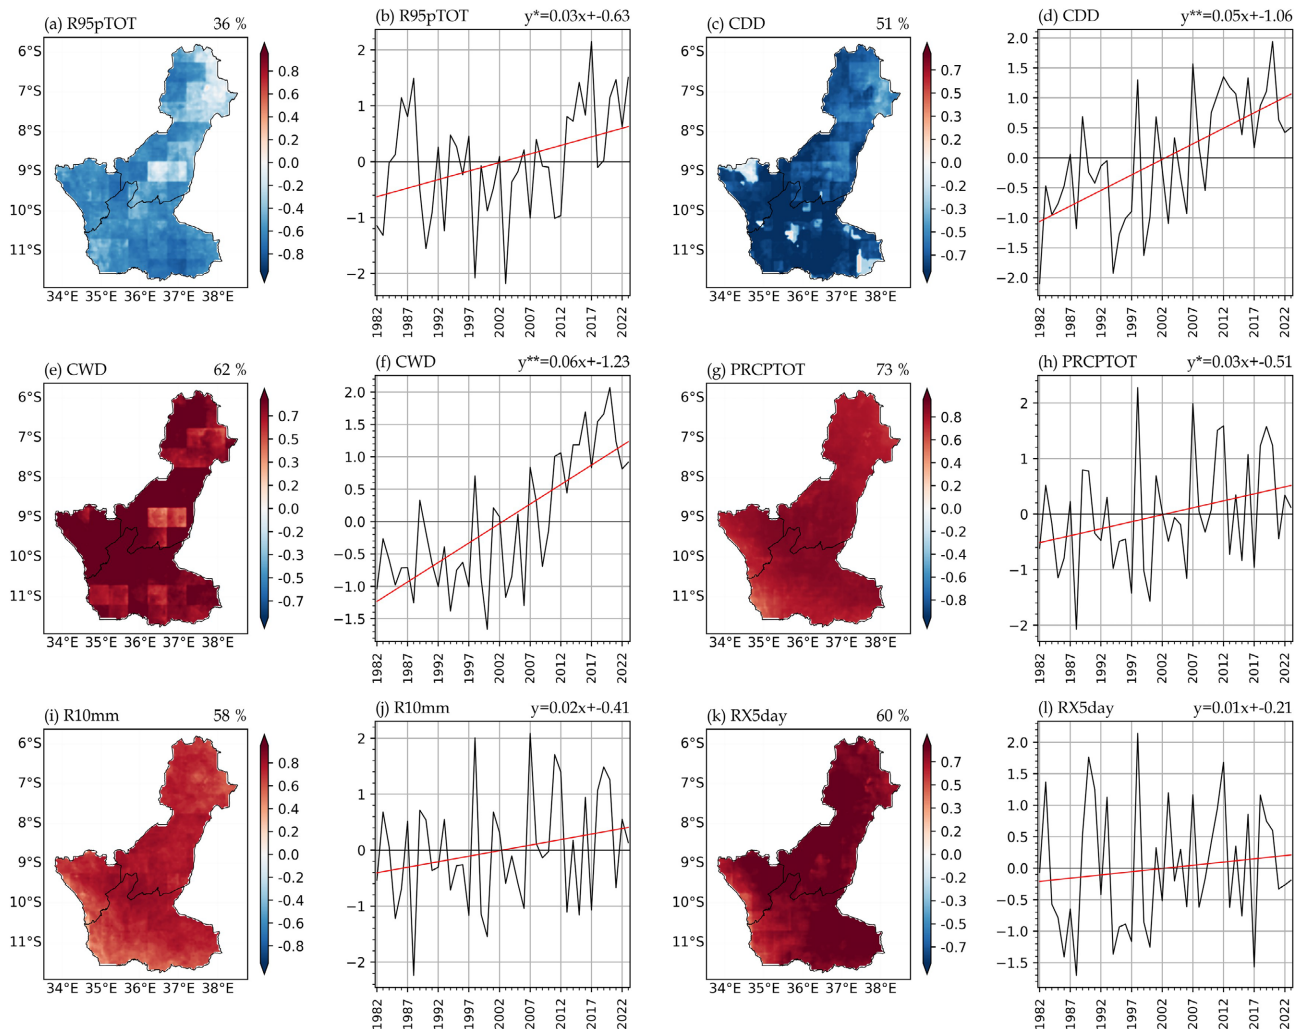 (a) R95pTOT 36 %
6°S
7°S
8°S
9°S
10°S
11°S
34°E 35°E 36°E 37°E 38°E
0.8
0.6
0.4
0.2
0.0
-0.2
-0.4
-0.6
-0.8
(b) R95pTOT y*=0.03x+-0.63
2
1
0
−1
−2
1982 1987 1992 1997 2002 2007 2012 2017 2022
(c) CDD 51 %
34°E 35°E 36°E 37°E 38°E
0.7
0.5
0.3
0.2
0.0
-0.2
-0.3
-0.5
-0.7
(d) CDD y**=0.05x+-1.06
2.0
1.5
1.0
0.5
0.0
−0.5
−1.0
−1.5
−2.0
1982 1987 1992 1997 2002 2007 2012 2017 2022
(e) CWD 62 %
6°S
7°S
8°S
9°S
10°S
11°S
34°E 35°E 36°E 37°E 38°E
0.7
0.5
0.3
0.2
0.0
-0.2
-0.3
-0.5
-0.7
(f) CWD y**=0.06x+-1.23
2.0
1.5
1.0
0.5
0.0
−0.5
−1.0
−1.5
1982 1987 1992 1997 2002 2007 2012 2017 2022
(g) PRCPTOT 73 %
34°E 35°E 36°E 37°E 38°E
0.8
0.6
0.4
0.2
0.0
-0.2
-0.4
-0.6
-0.8
(h) PRCPTOT y*=0.03x+-0.51
2
1
0
−1
−2
1982 1987 1992 1997 2002 2007 2012 2017 2022
(i) R10mm 58 %
6°S
7°S
8°S
9°S
10°S
11°S
34°E 35°E 36°E 37°E 38°E
0.8
0.6
0.4
0.2
0.0
-0.2
-0.4
-0.6
-0.8
(j) R10mm y=0.02x+-0.41
2
1
0
−1
−2
1982 1987 1992 1997 2002 2007 2012 2017 2022
(k) RX5day 60 %
34°E 35°E 36°E 37°E 38°E
0.7
0.5
0.3
0.2
0.0
-0.2
-0.3
-0.5
-0.7
(l) RX5day y=0.01x+-0.21
2.0
1.5
1.0
0.5
0.0
−0.5
−1.0
−1.5
1982 1987 1992 1997 2002 2007 2012 2017 2022